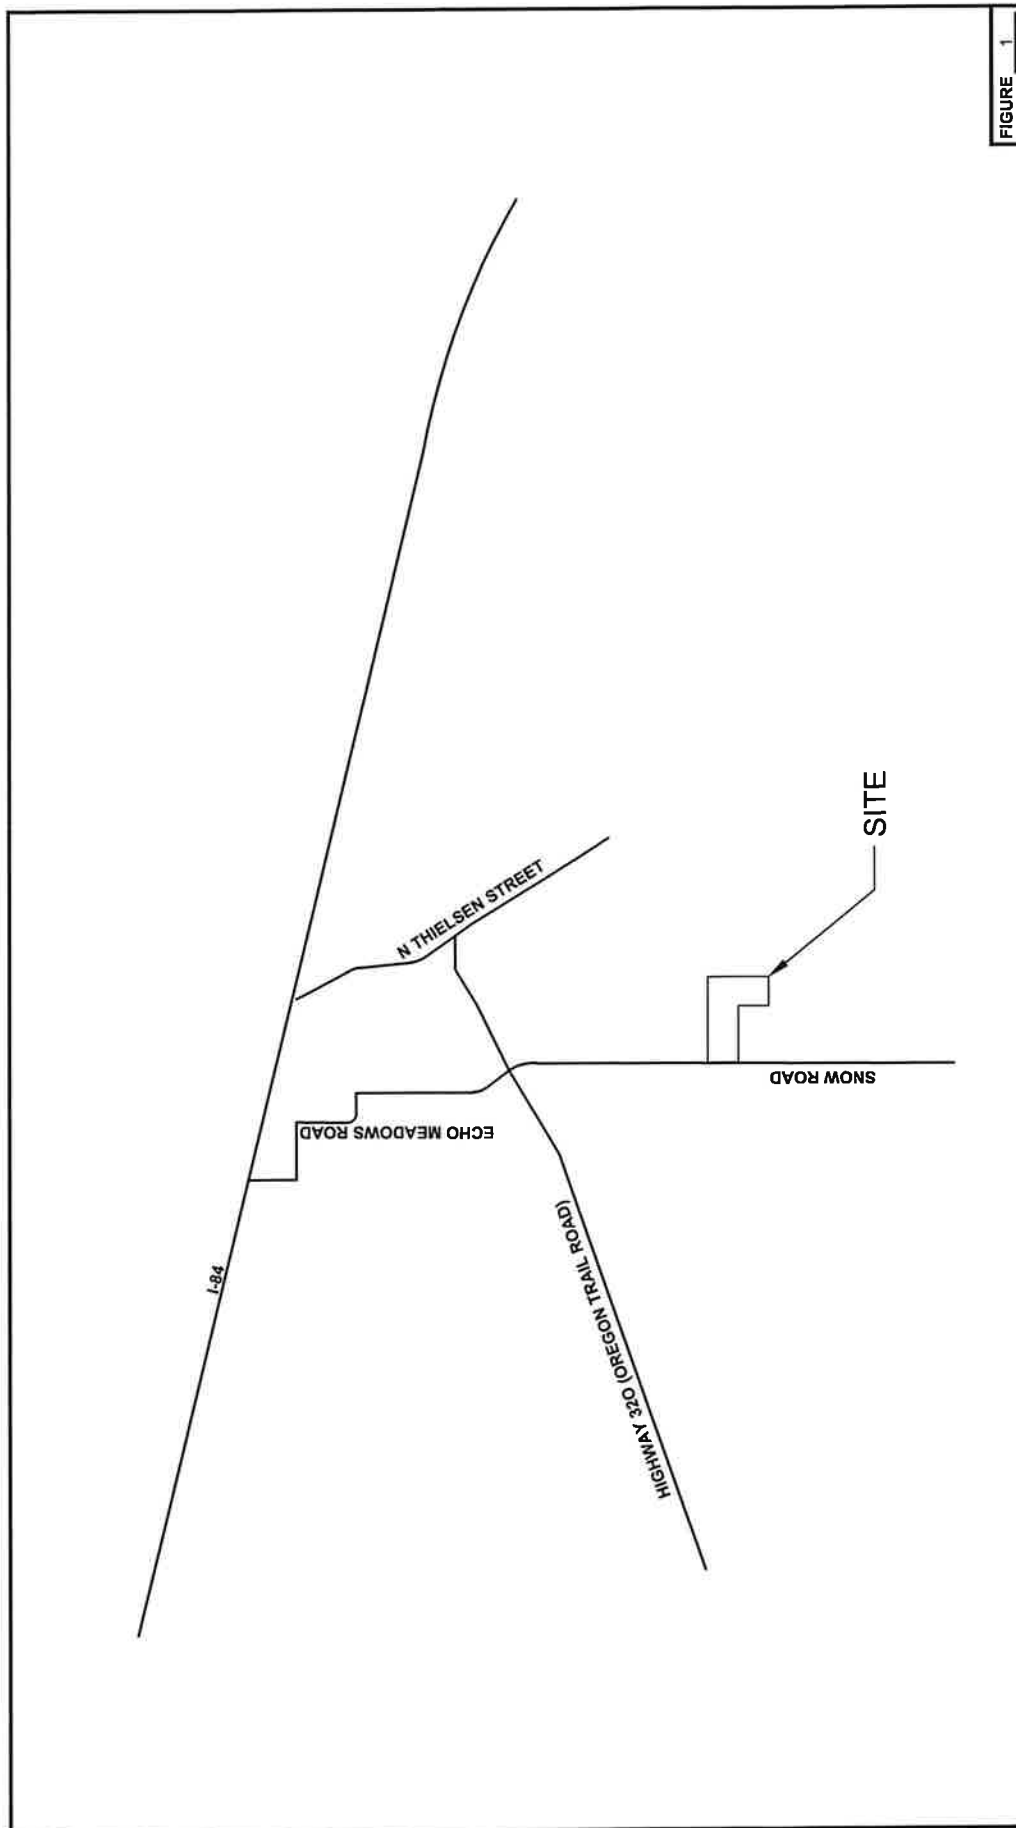 I-84
ECHO MEADOWS ROAD
N THIELSEN STREET
HIGHWAY 320 (OREGON TRAIL ROAD)
SNOW ROAD
SITE
FIGURE 1